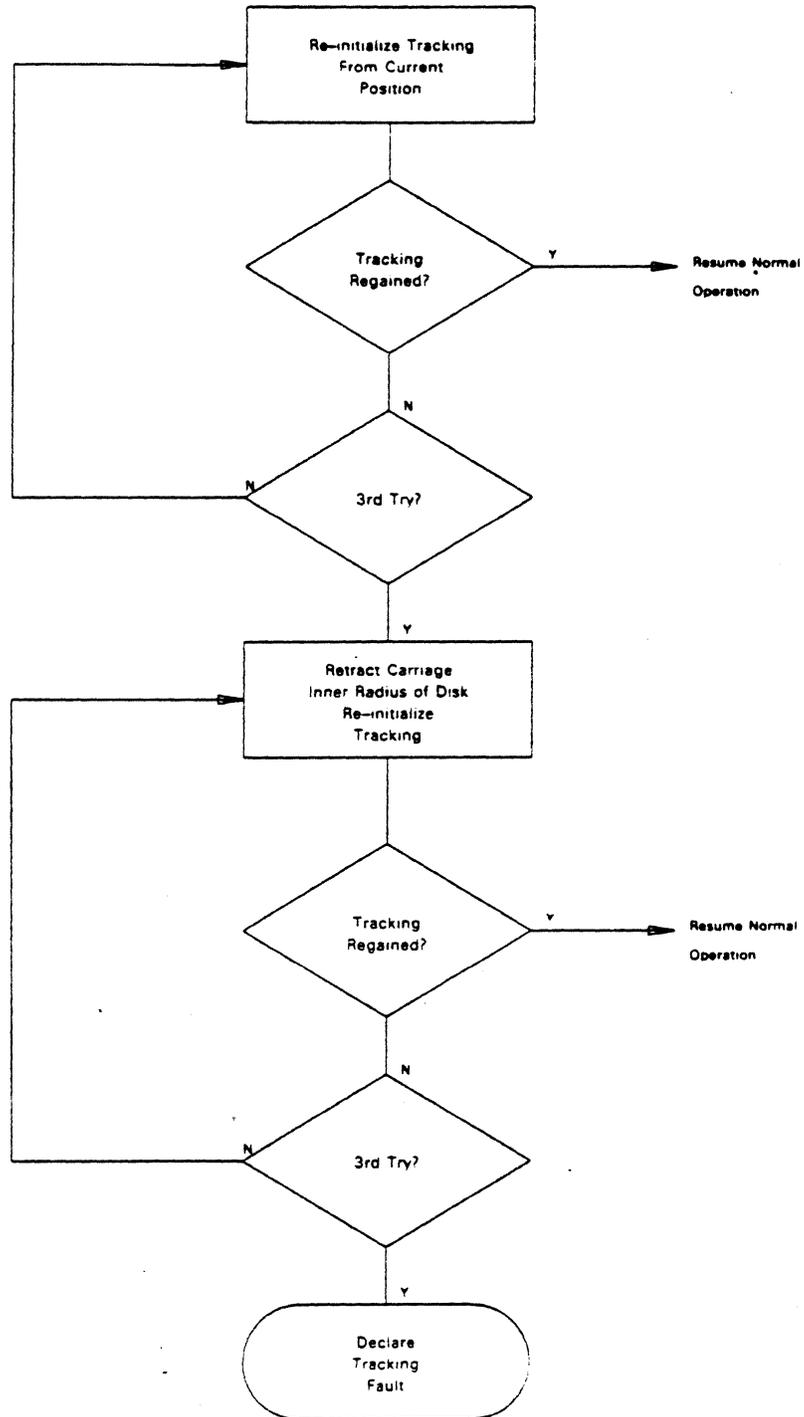 Re-initialize Tracking
From Current
Position
Tracking
Regained?
Y
Resume Normal
Operation
N
3rd Try?
N
Y
Retract Carriage
Inner Radius of Disk
Re-initialize
Tracking
Tracking
Regained?
Y
Resume Normal
Operation
N
3rd Try?
N
Y
Declare
Tracking
Fault